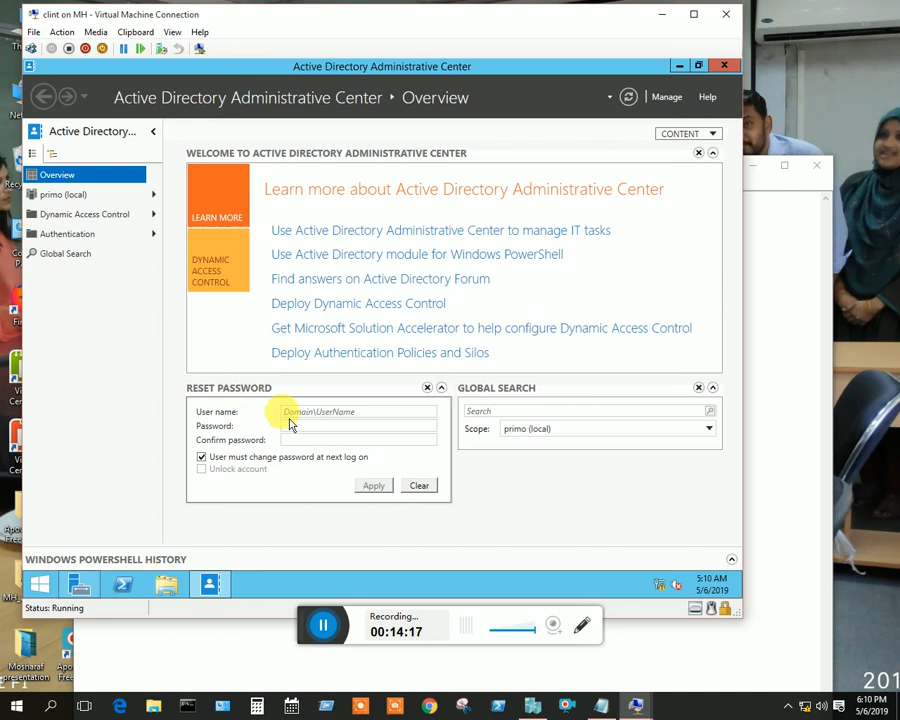 clint on MH - Virtual Machine Connection
File Action Media Clipboard View Help
Active Directory Administrative Center
Active Directory Administrative Center • Overview
Manage Help
Active Directory...
CONTENT
Overview
primo (local)
Dynamic Access Control
Authentication
Global Search
WELCOME TO ACTIVE DIRECTORY ADMINISTRATIVE CENTER
LEARN MORE
DYNAMIC
ACCESS
CONTROL
Learn more about Active Directory Administrative Center
Use Active Directory Administrative Center to manage IT tasks
Use Active Directory module for Windows PowerShell
Find answers on Active Directory Forum
Deploy Dynamic Access Control
Get Microsoft Solution Accelerator to help configure Dynamic Access Control
Deploy Authentication Policies and Silos
RESET PASSWORD
User name: Domain\UserName
Password:
Confirm password:
User must change password at next log on
Unlock account
Apply Clear
GLOBAL SEARCH
Search
Scope: primo (local)
WINDOWS POWERSHELL HISTORY
5:10 AM
5/6/2019
Status: Running
Recording...
00:14:17
Mosharaf
presentation
201
6:10 PM
5/6/2019